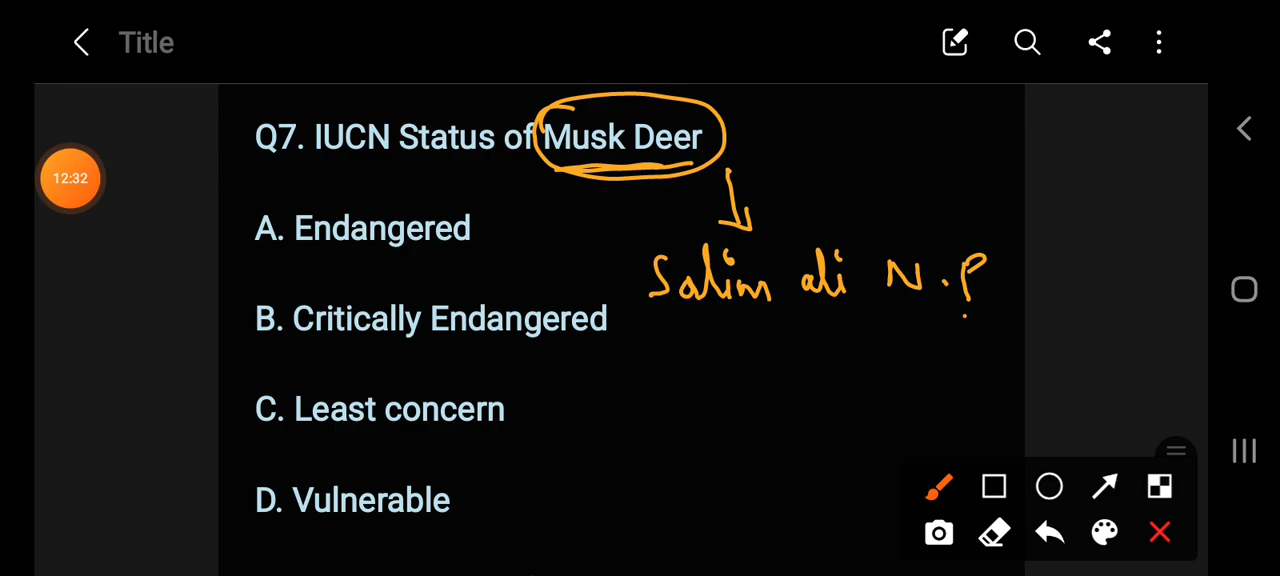 Title
Q7. IUCN Status of Musk Deer
12:32
A. Endangered
Salim ali N.P
B. Critically Endangered
C. Least concern
D. Vulnerable